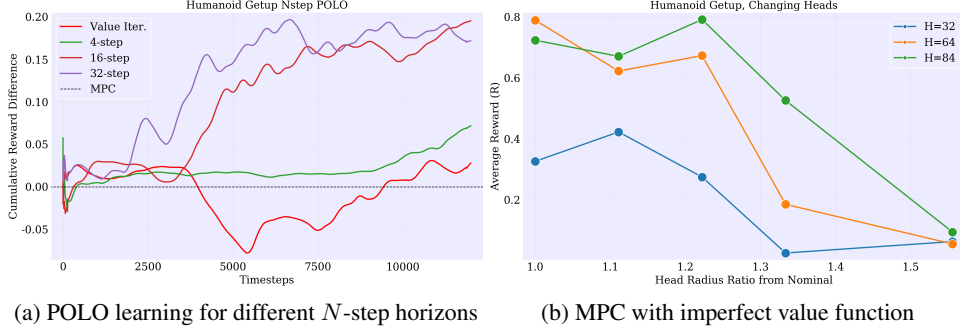 Humanoid Getup Nstep POLO
Cumulative Reward Difference
0.20
0.15
0.10
0.05
0.00
-0.05
Value Iter.
4-step
16-step
32-step
MPC
0
2500
5000
7500
10000
Timesteps
(a) POLO learning for different N-step horizons
Humanoid Getup, Changing Heads
Average Reward (R)
0.8
0.6
0.4
0.2
H=32
H=64
H=84
1.0
1.1
1.2
1.3
1.4
1.5
Head Radius Ratio from Nominal
(b) MPC with imperfect value function